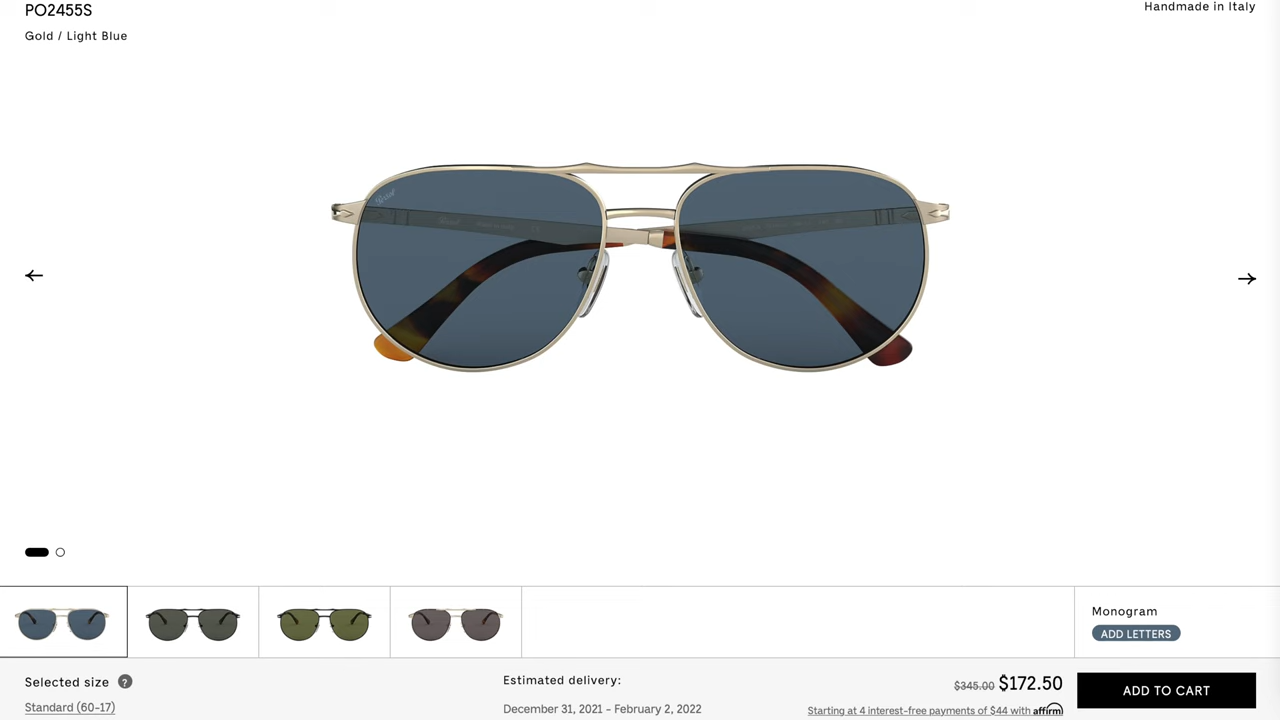 PO2455S
Handmade in Italy
Gold / Light Blue
Persol
Monogram
ADD LETTERS
Selected size ?
Standard (60-17)
Estimated delivery:
December 31, 2021 - February 2, 2022
$345.00 $172.50
Starting at 4 interest-free payments of $44 with affirm
ADD TO CART